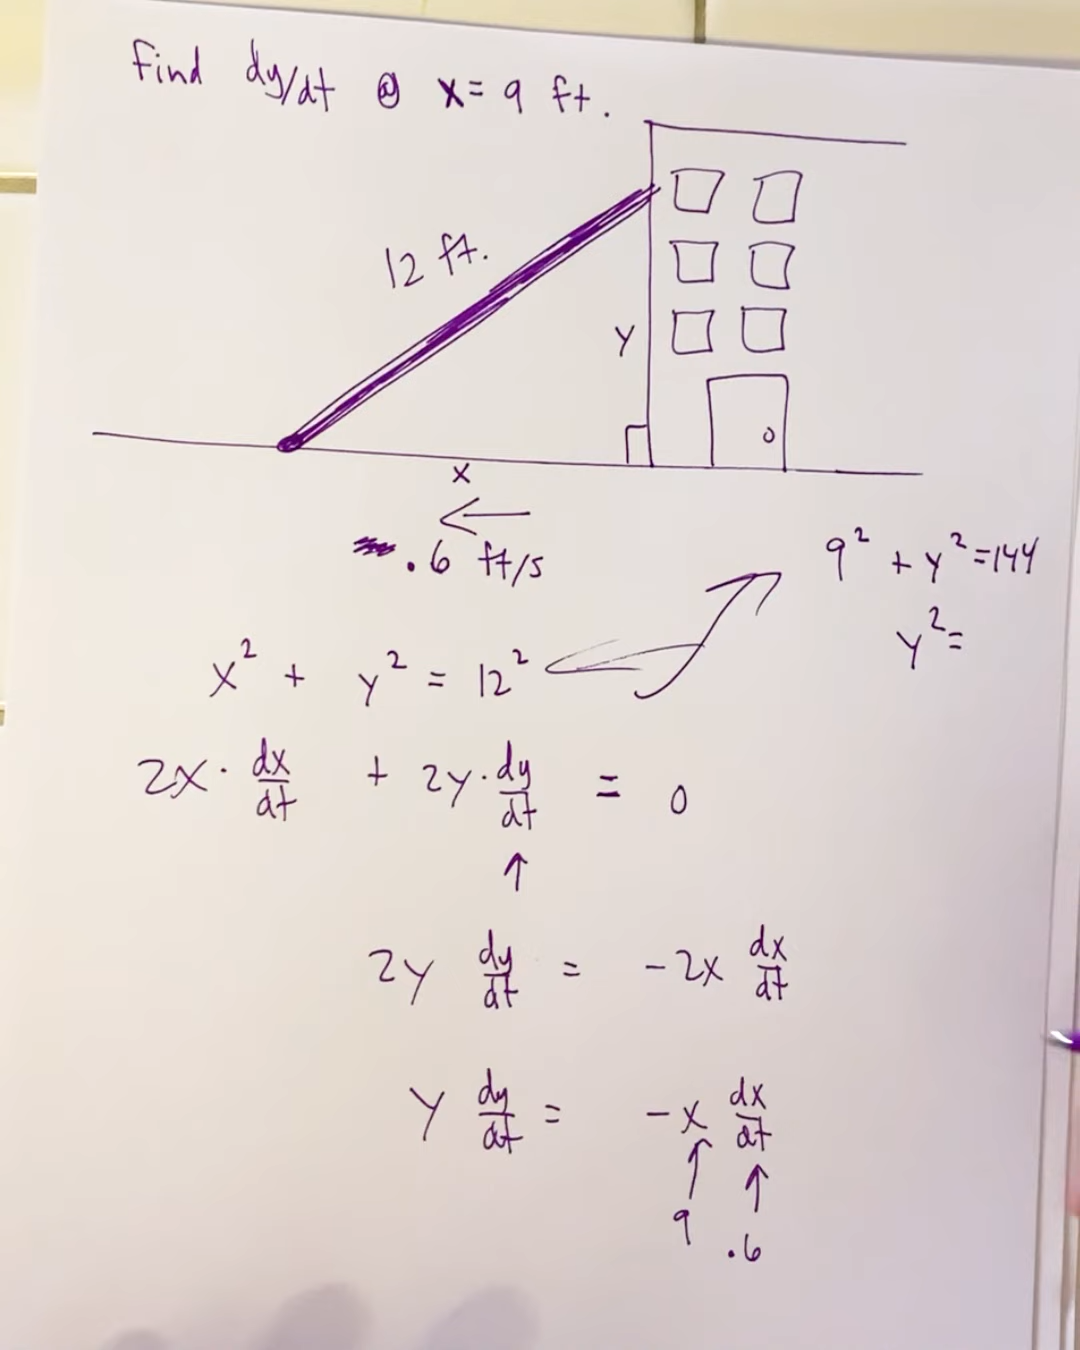 Find dy/dt @ x= 9 ft.
12 ft.
y
x
.6 ft/s
9² + y² =144
y² =
x² + y² = 12²
2x · dx/dt + 2y · dy/dt = 0
2y dy/dt = -2x dx/dt
y dy/dt = -x dx/dt
9 .6